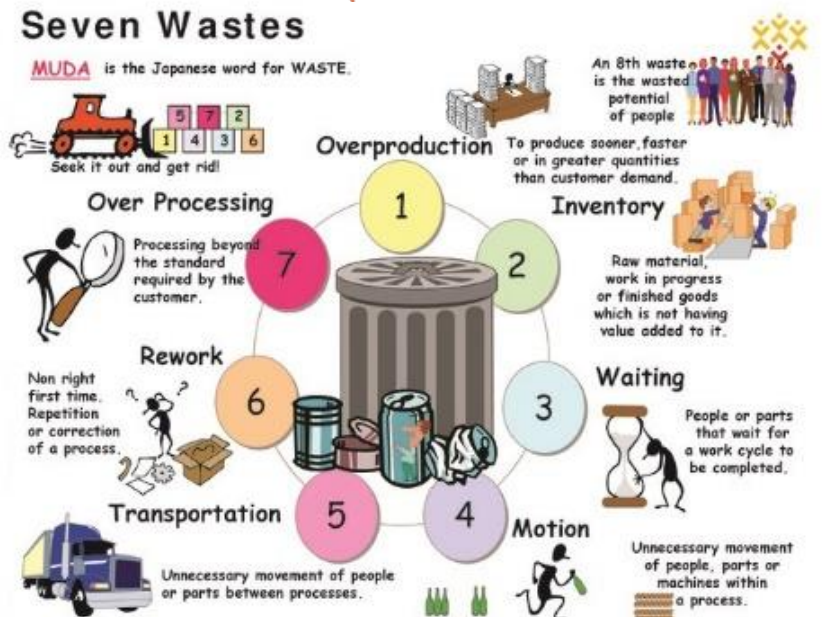 Seven Wastes
MUDA is the Japanese word for WASTE.
5 7 2
1 4 3 6
Seek it out and get rid!
An 8th waste
is the wasted
potential
of people
Overproduction
To produce sooner, faster
or in greater quantities
than customer demand.
1
Inventory
2
Raw material,
work in progress
or finished goods
which is not having
value added to it.
Waiting
3
People or parts
that wait for
a work cycle to
be completed.
Motion
4
Unnecessary movement
of people, parts or
machines within
a process.
Transportation
5
Unnecessary movement of people
or parts between processes.
Rework
6
Non right
first time.
Repetition
or correction
of a process.
? ?
Over Processing
7
Processing beyond
the standard
required by the
customer.